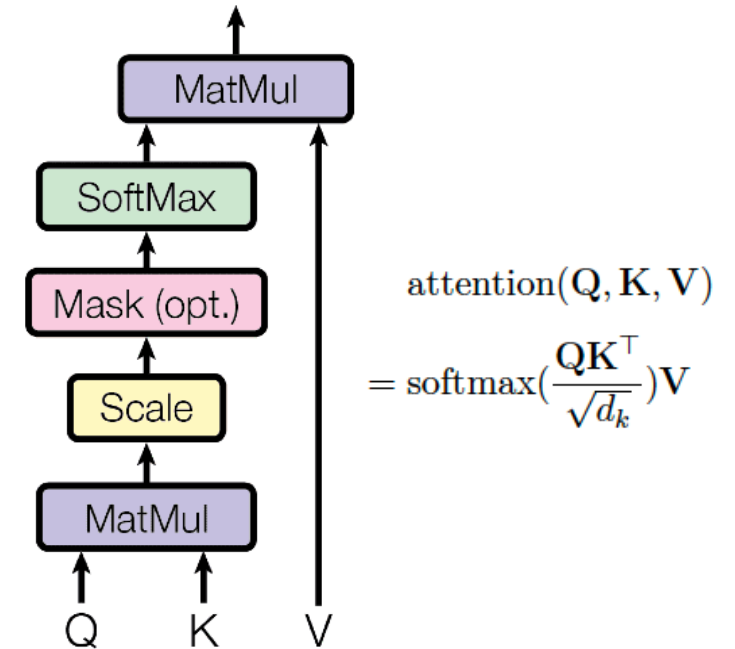 MatMul
SoftMax
Mask (opt.)
Scale
MatMul
Q K V
attention(Q, K, V)
= softmax(QK⊤/√dk)V